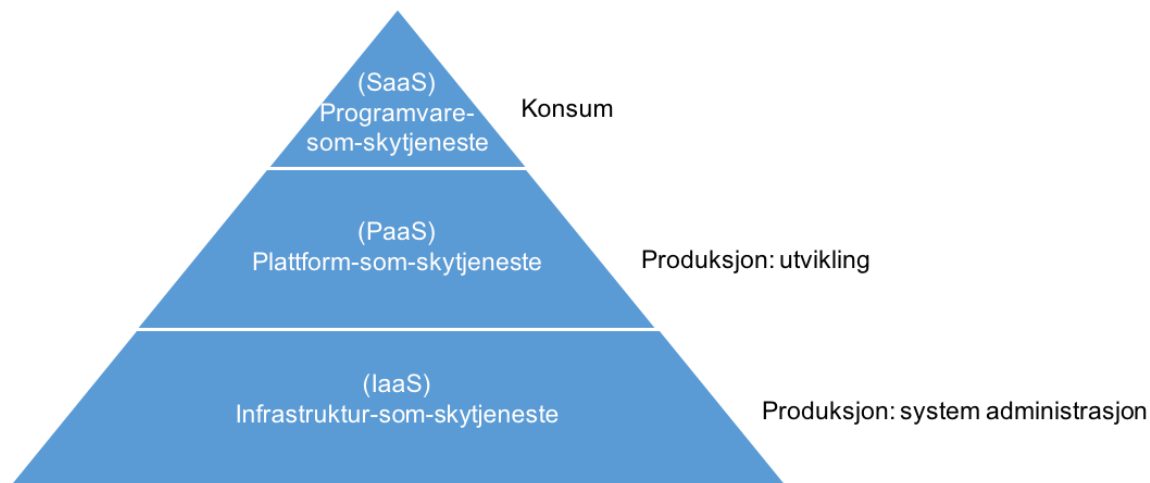 (SaaS)
Programvare-
som-skytjeneste
Konsum
(PaaS)
Plattform-som-skytjeneste
Produksjon: utvikling
(IaaS)
Infrastruktur-som-skytjeneste
Produksjon: system administrasjon